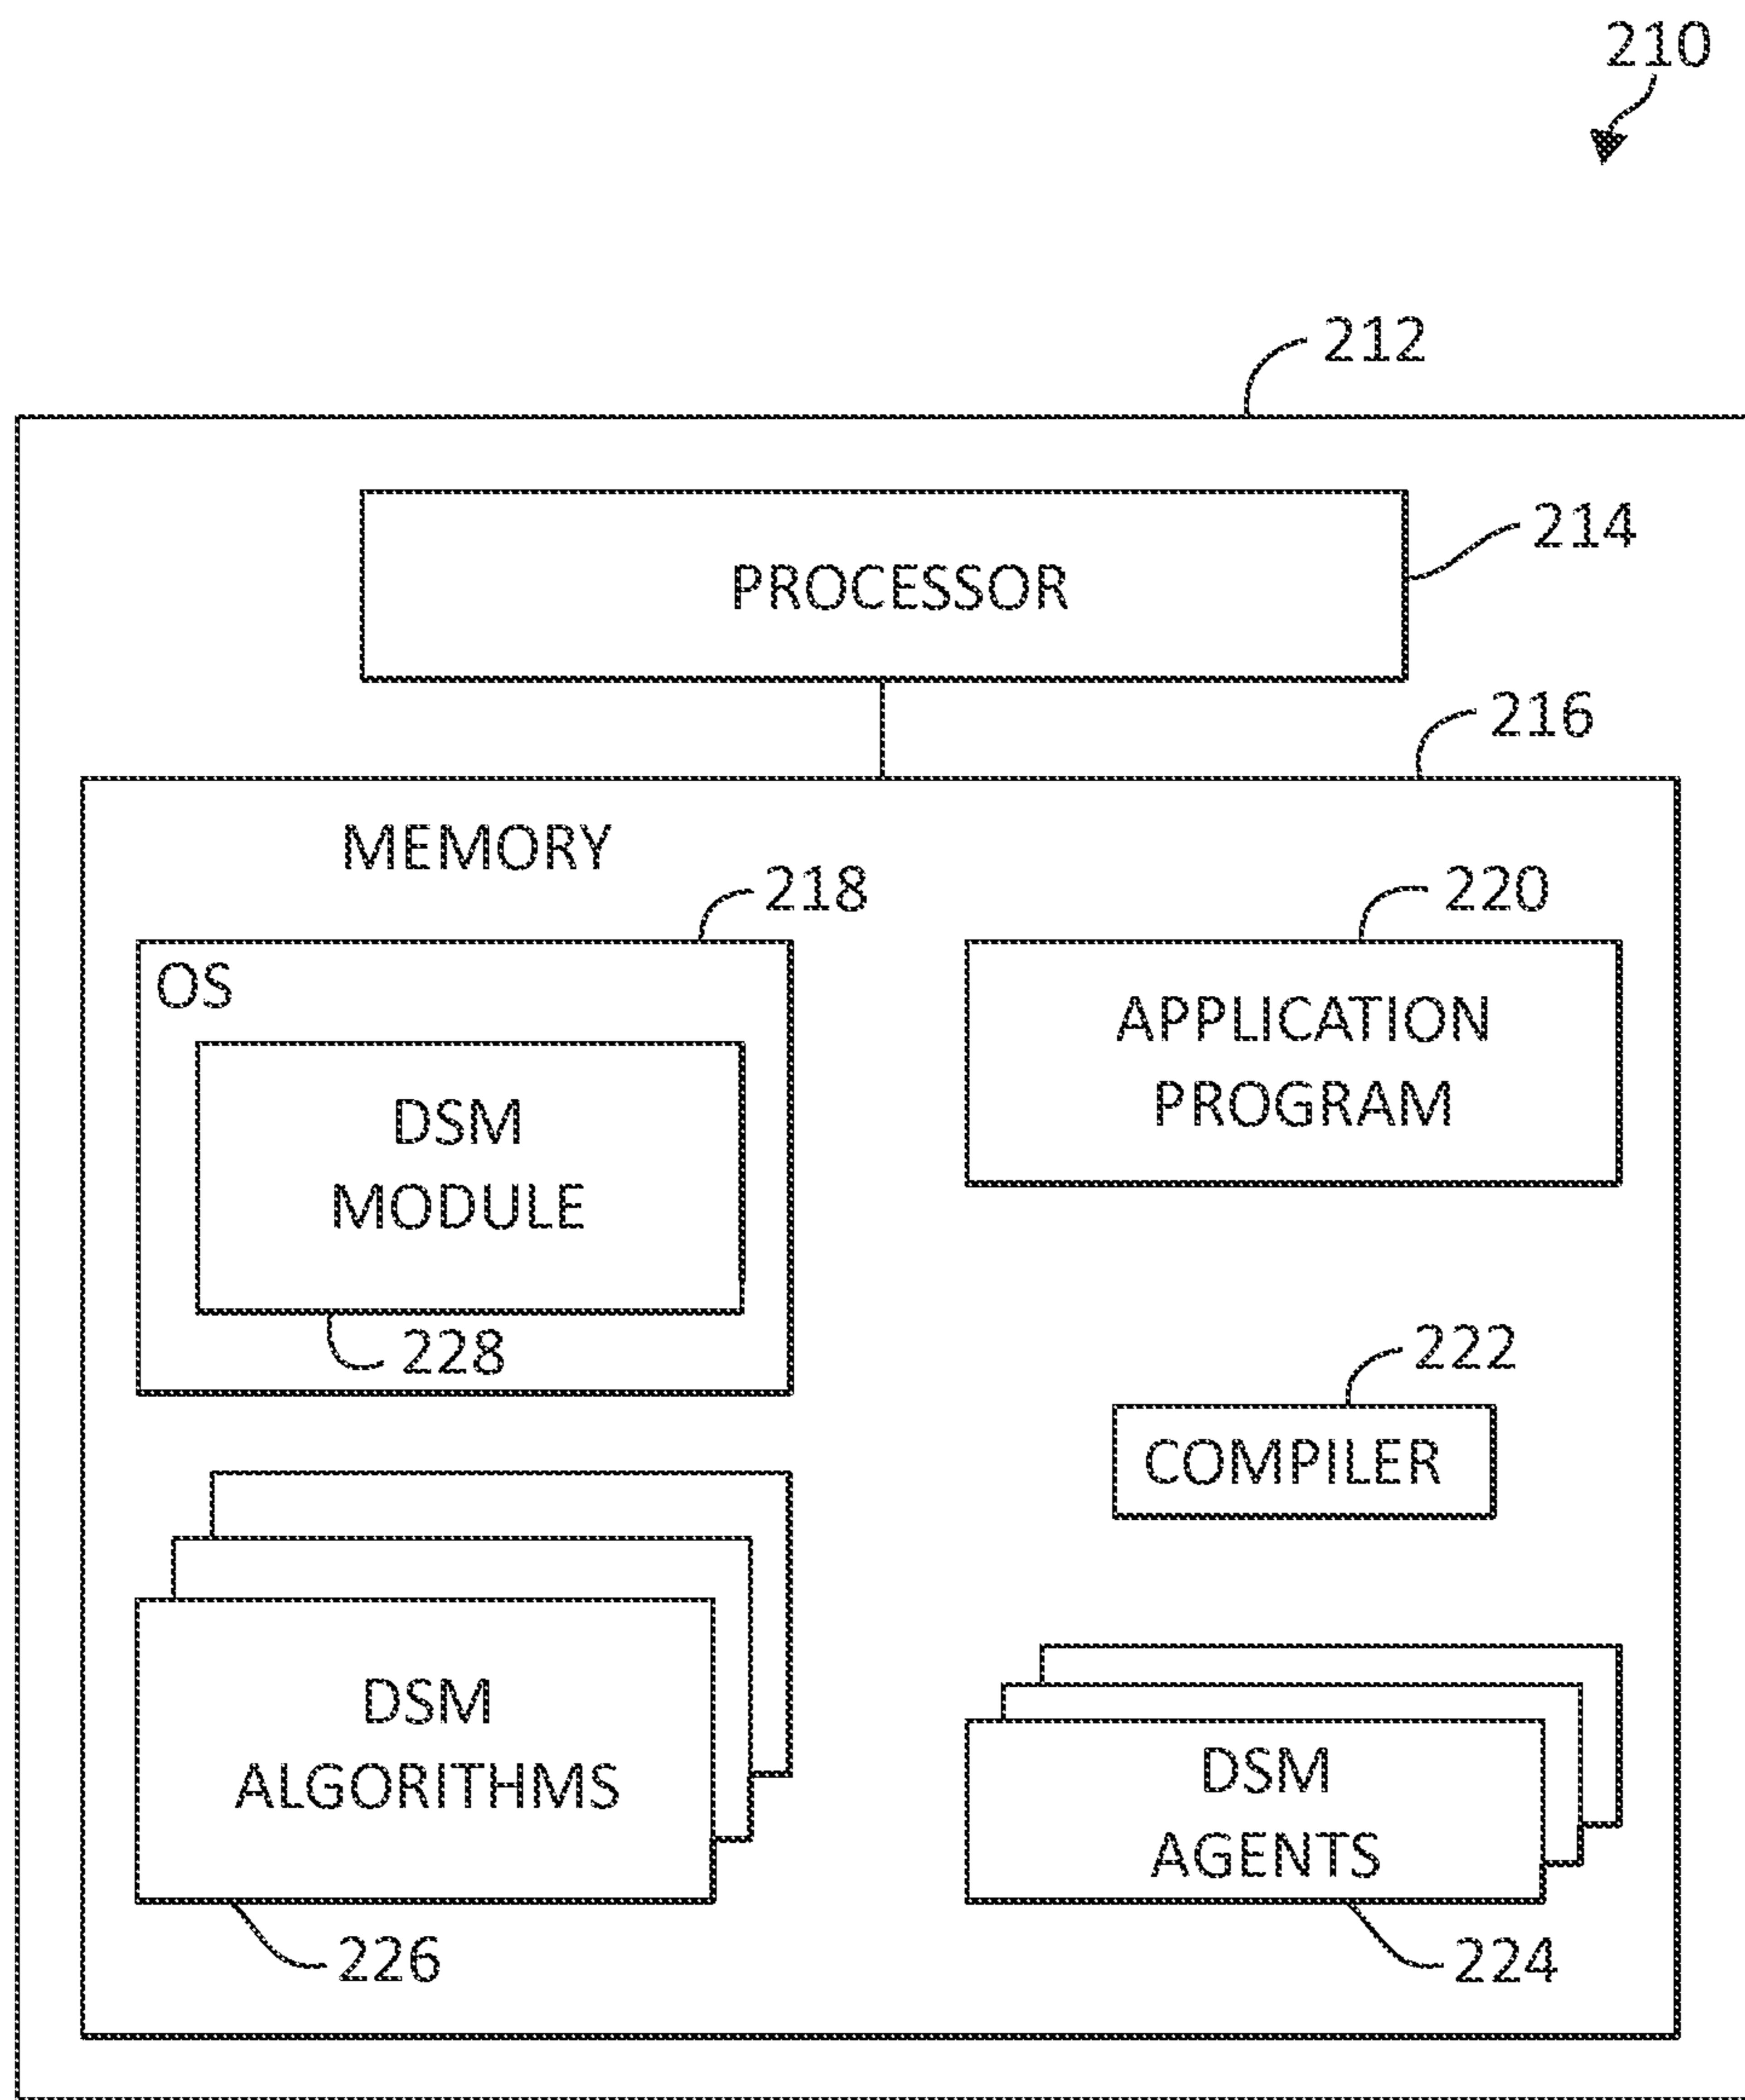 210
212
PROCESSOR
214
216
MEMORY
218
220
OS
DSM
MODULE
228
APPLICATION
PROGRAM
222
COMPILER
DSM
ALGORITHMS
226
DSM
AGENTS
224